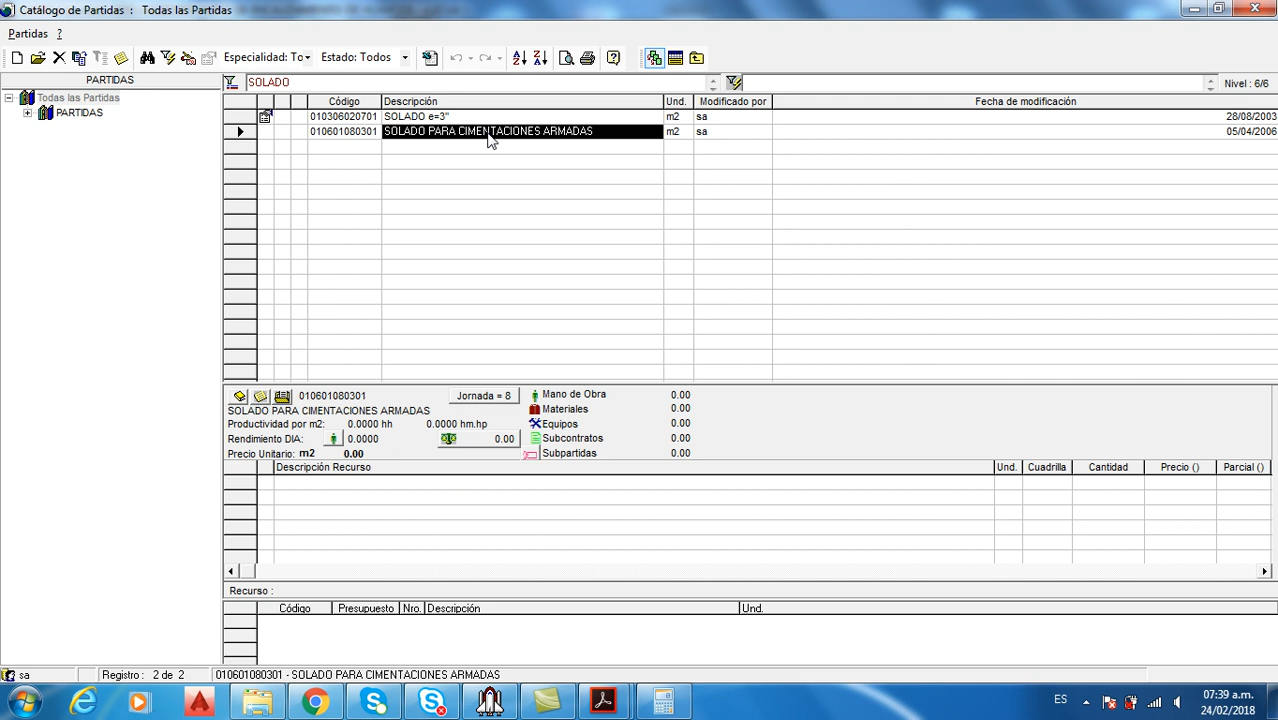 Catálogo de Partidas : Todas las Partidas
Partidas ?
Especialidad: To Estado: Todos
PARTIDAS SOLADO Nivel : 6/6
Todas las Partidas
PARTIDAS
Código Descripción Und. Modificado por Fecha de modificación
010306020701 SOLADO e=3" m2 sa 28/08/2003
010601080301 SOLADO PARA CIMENTACIONES ARMADAS m2 sa 05/04/2006
010601080301 Jornada = 8 Mano de Obra 0.00
SOLADO PARA CIMENTACIONES ARMADAS Materiales 0.00
Productividad por m2: 0.0000 hh 0.0000 hm.hp Equipos 0.00
Rendimiento DIA: 0.0000 0.00 Subcontratos 0.00
Precio Unitario: m2 0.00 Subpartidas 0.00
Descripción Recurso Und. Cuadrilla Cantidad Precio () Parcial ()
Recurso :
Código Presupuesto Nro. Descripción Und.
sa Registro : 2 de 2 010601080301 - SOLADO PARA CIMENTACIONES ARMADAS
ES 07:39 a.m.
24/02/2018